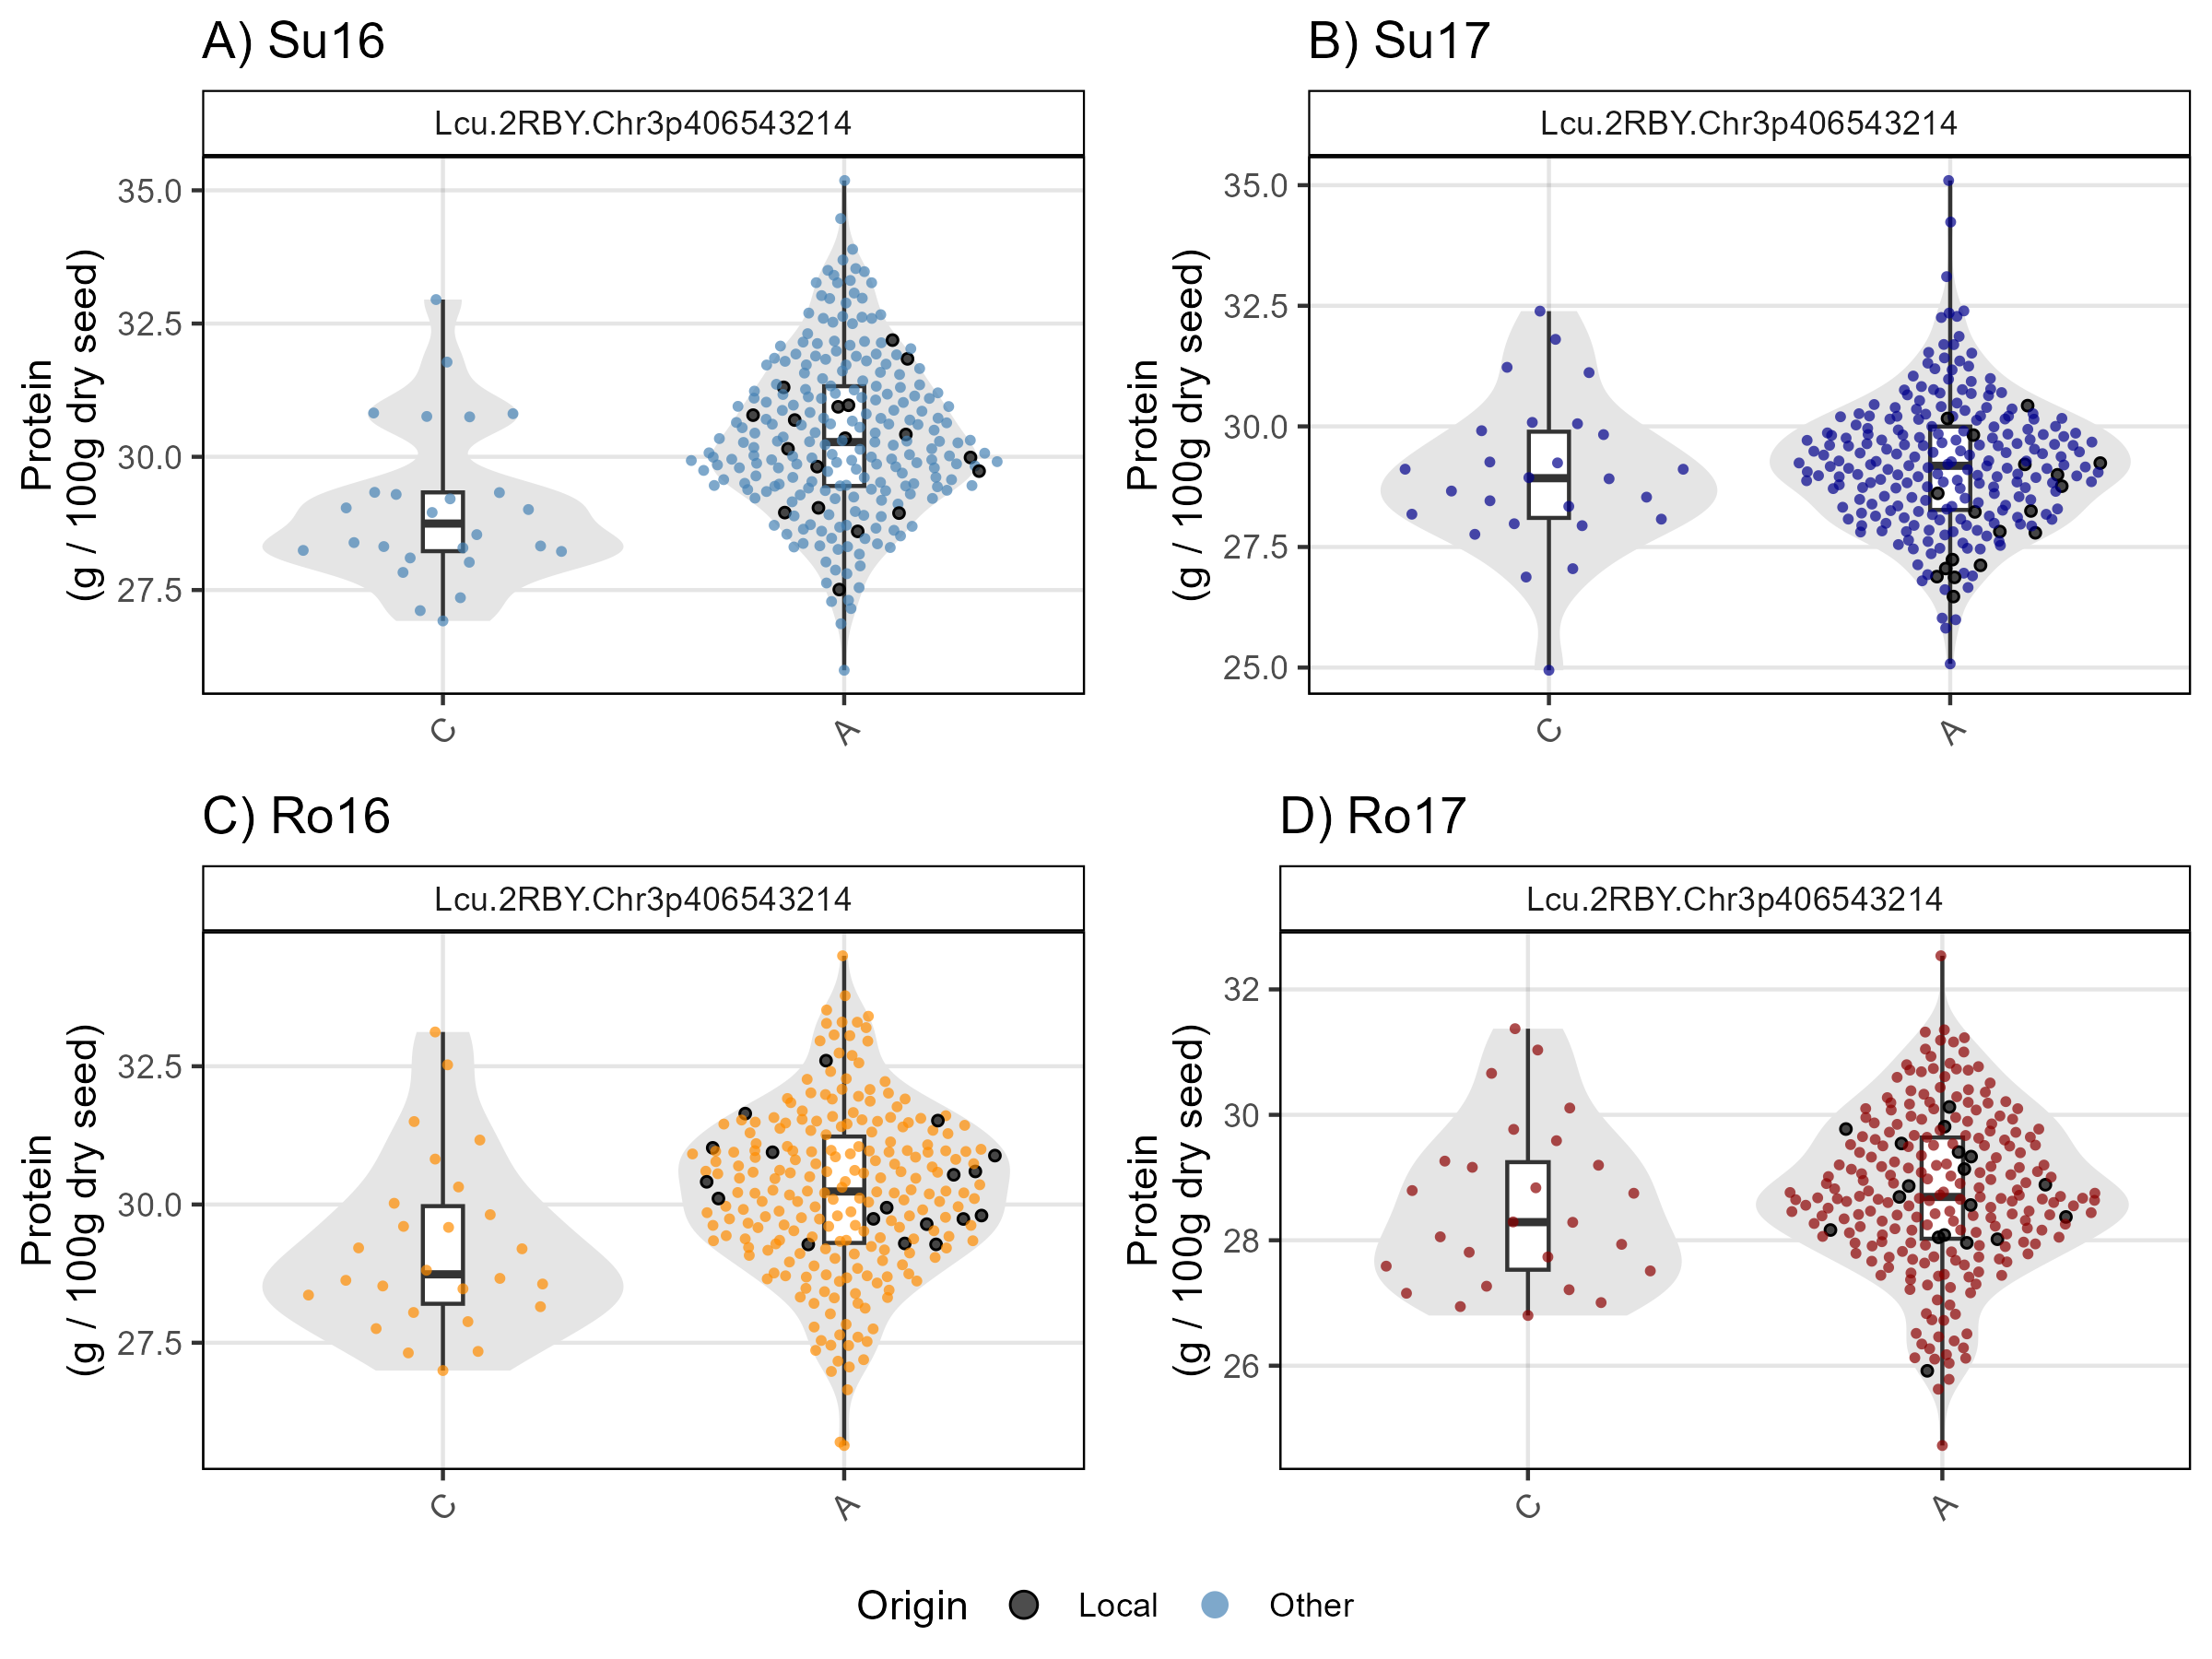 A) Su16
Lcu.2RBY.Chr3p406543214
Protein
(g / 100g dry seed)
35.0
32.5
30.0
27.5
C
A
B) Su17
Lcu.2RBY.Chr3p406543214
Protein
(g / 100g dry seed)
35.0
32.5
30.0
27.5
25.0
C
A
C) Ro16
Lcu.2RBY.Chr3p406543214
Protein
(g / 100g dry seed)
32.5
30.0
27.5
C
A
D) Ro17
Lcu.2RBY.Chr3p406543214
Protein
(g / 100g dry seed)
32
30
28
26
C
A
Origin Local Other